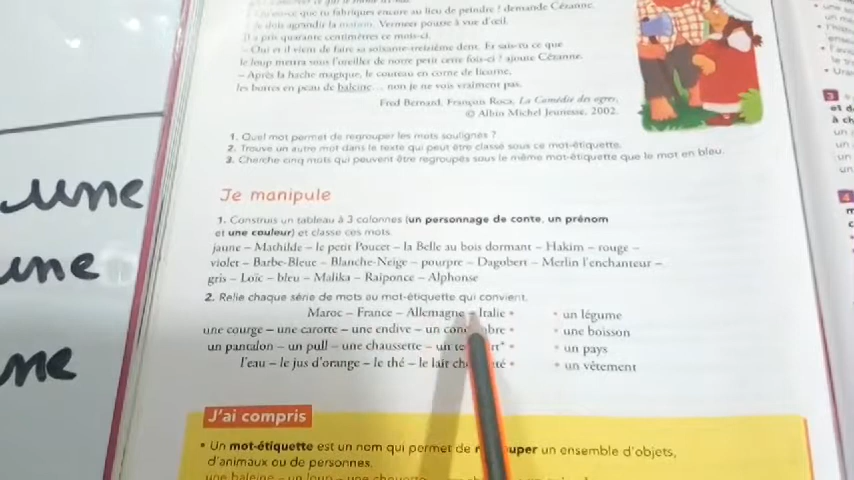 que tu fabriques encore au lieu de peindre ? demande Cézanne.
dois agrandir la maison. Vermeer pousse à vue d'œil.
Il a pris quarante centimètres ce mois-ci.
– Oui et il vient de faire sa soixante-treizième dent. Et sais-tu ce que
le loup mettra sous l'oreiller de notre petit cette fois-ci ? ajoute Cézanne.
– Après la hache magique, le couteau en corne de licorne,
les bottes en peau de baleine... non je ne vois vraiment pas.
Fred Bernard, François Roca, La Comédie des ogres,
© Albin Michel Jeunesse, 2002.
1. Quel mot permet de regrouper les mots soulignés ?
2. Trouve un autre mot dans le texte qui peut être classé sous ce mot-étiquette.
3. Cherche cinq mots qui peuvent être regroupés sous le même mot-étiquette que le mot en bleu.
Je manipule
1. Construis un tableau à 3 colonnes (un personnage de conte, un prénom
et une couleur) et classe ces mots.
jaune – Mathilde – le petit Poucet – la Belle au bois dormant – Hakim – rouge –
violet – Barbe-Bleue – Blanche-Neige – pourpre – Dagobert – Merlin l'enchanteur –
gris – Loïc – bleu – Malika – Raiponce – Alphonse
2. Relie chaque série de mots au mot-étiquette qui convient.
Maroc – France – Allemagne – Italie • • un légume
une courge – une carotte – une endive – un • • une boisson
un pantalon – un pull – une chaussette – un • • un pays
l'eau – le jus d'orange – le thé – le lait • • un vêtement
J'ai compris
• Un mot-étiquette est un nom qui permet de un ensemble d'objets,
d'animaux ou de personnes.
une baleine – un loup – une chouette
une
une
ne
3
4